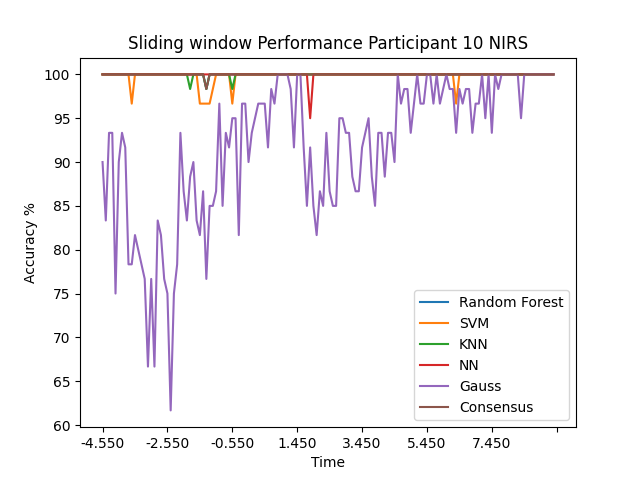 Sliding window Performance Participant 10 NIRS
100
95
90
85
80
75
70
65
60
Accuracy %
Random Forest
SVM
KNN
NN
Gauss
Consensus
-4.550 -2.550 -0.550 1.450 3.450 5.450 7.450
Time